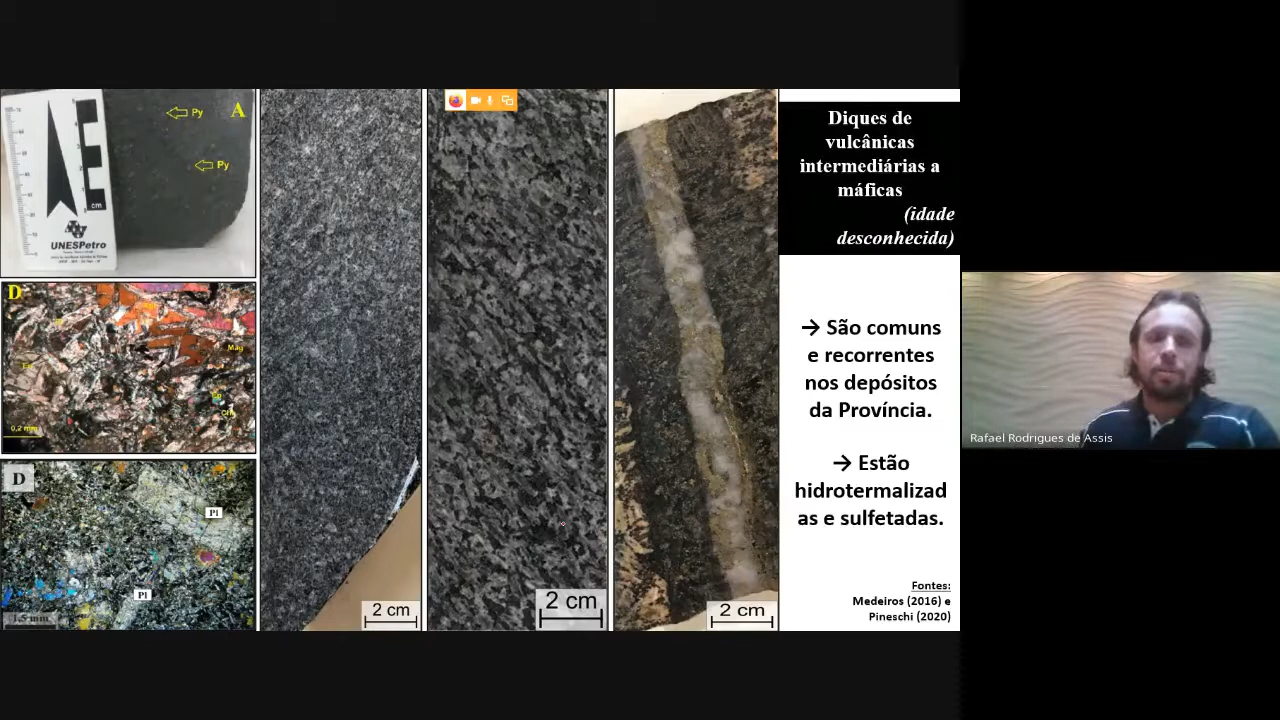 A
Py
Py
cm
UNESPetro
D
Mag
0,2 mm
D
Pl
Pl
1,5 mm
2 cm
2 cm
2 cm
Diques de
vulcânicas
intermediárias a
máficas
(idade
desconhecida)
→ São comuns
e recorrentes
nos depósitos
da Província.
→ Estão
hidrotermalizad
as e sulfetadas.
Fontes:
Medeiros (2016) e
Pineschi (2020)
Rafael Rodrigues de Assis